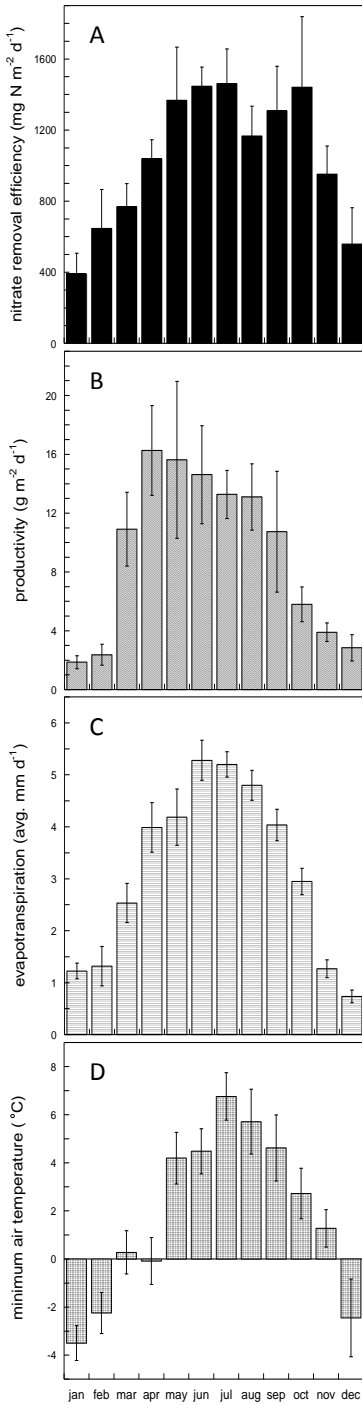 A
nitrate removal efficiency (mg N m⁻² d⁻¹)
1600
1200
800
400
0
B
productivity (g m⁻² d⁻¹)
20
16
12
8
4
0
C
evapotranspiration (avg. mm d⁻¹)
6
5
4
3
2
1
0
D
minimum air temperature ( °C)
8
6
4
2
0
-2
-4
jan feb mar apr may jun jul aug sep oct nov dec